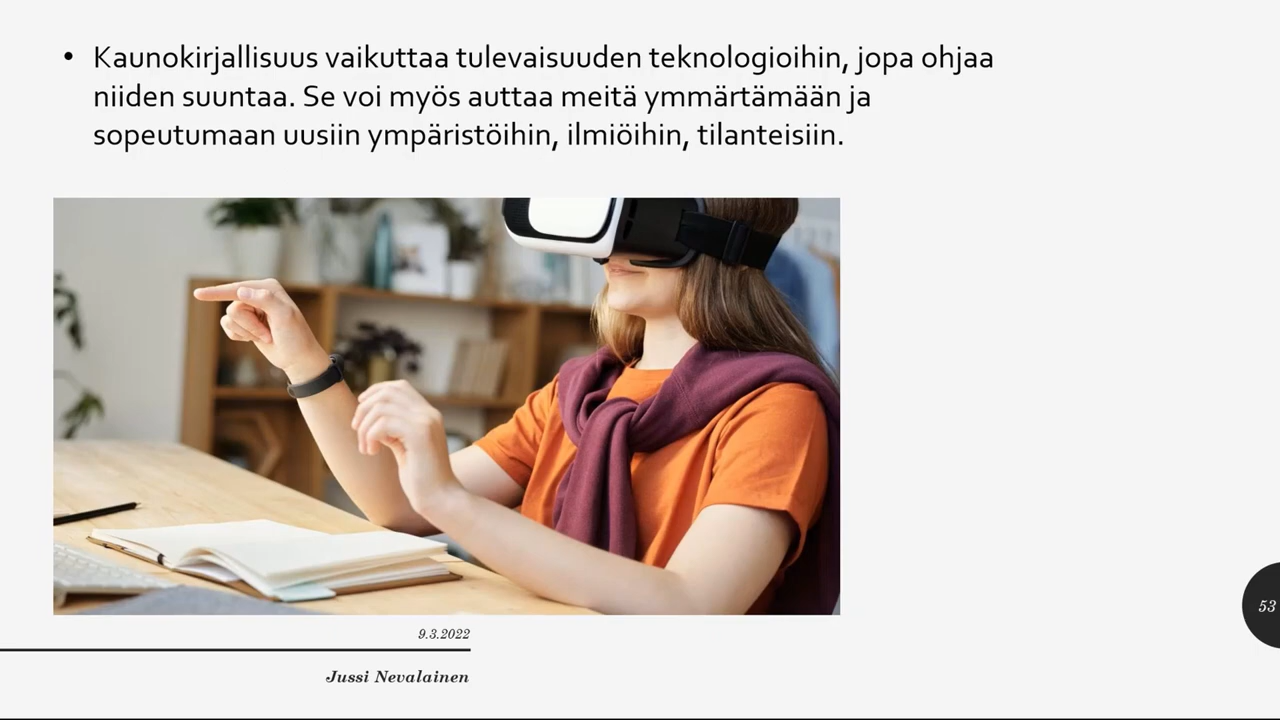 • Kaunokirjallisuus vaikuttaa tulevaisuuden teknologioihin, jopa ohjaa
niiden suuntaa. Se voi myös auttaa meitä ymmärtämään ja
sopeutumaan uusiin ympäristöihin, ilmiöihin, tilanteisiin.
53
9.3.2022
Jussi Nevalainen